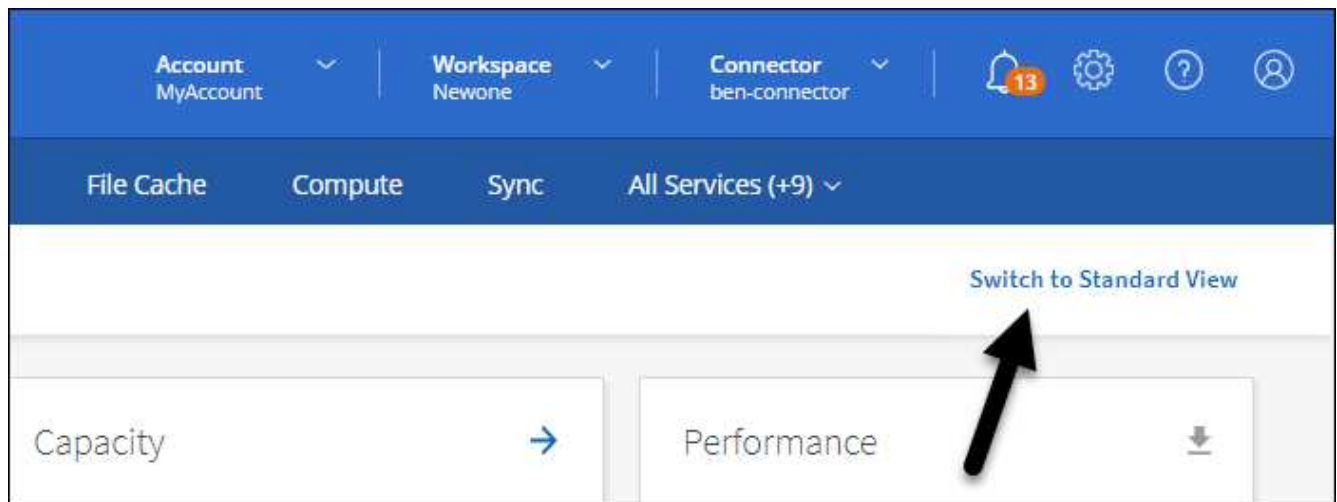 Account
MyAccount
Workspace
Newone
Connector
ben-connector
13
?
File Cache
Compute
Sync
All Services (+9)
Switch to Standard View
Capacity
Performance